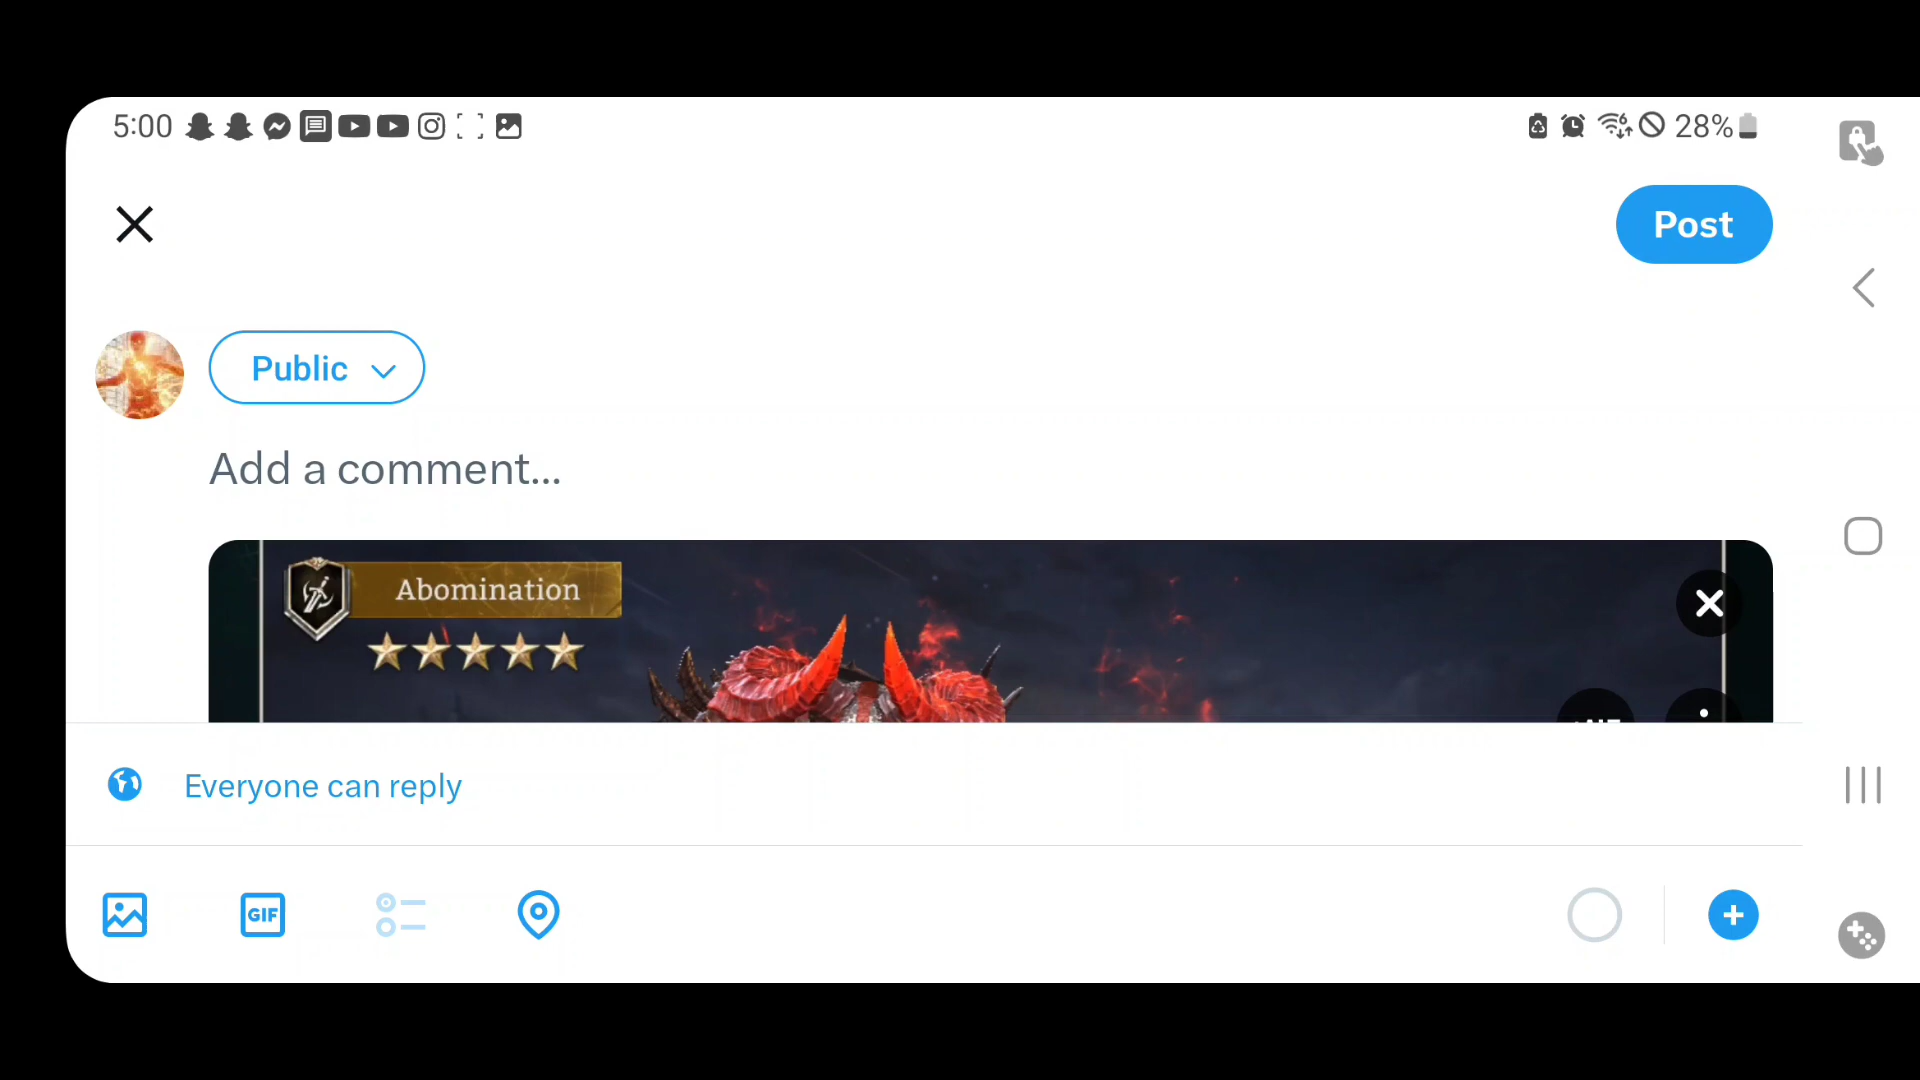 5:00
28%
Post
Public
Add a comment...
Abomination
Everyone can reply
GIF